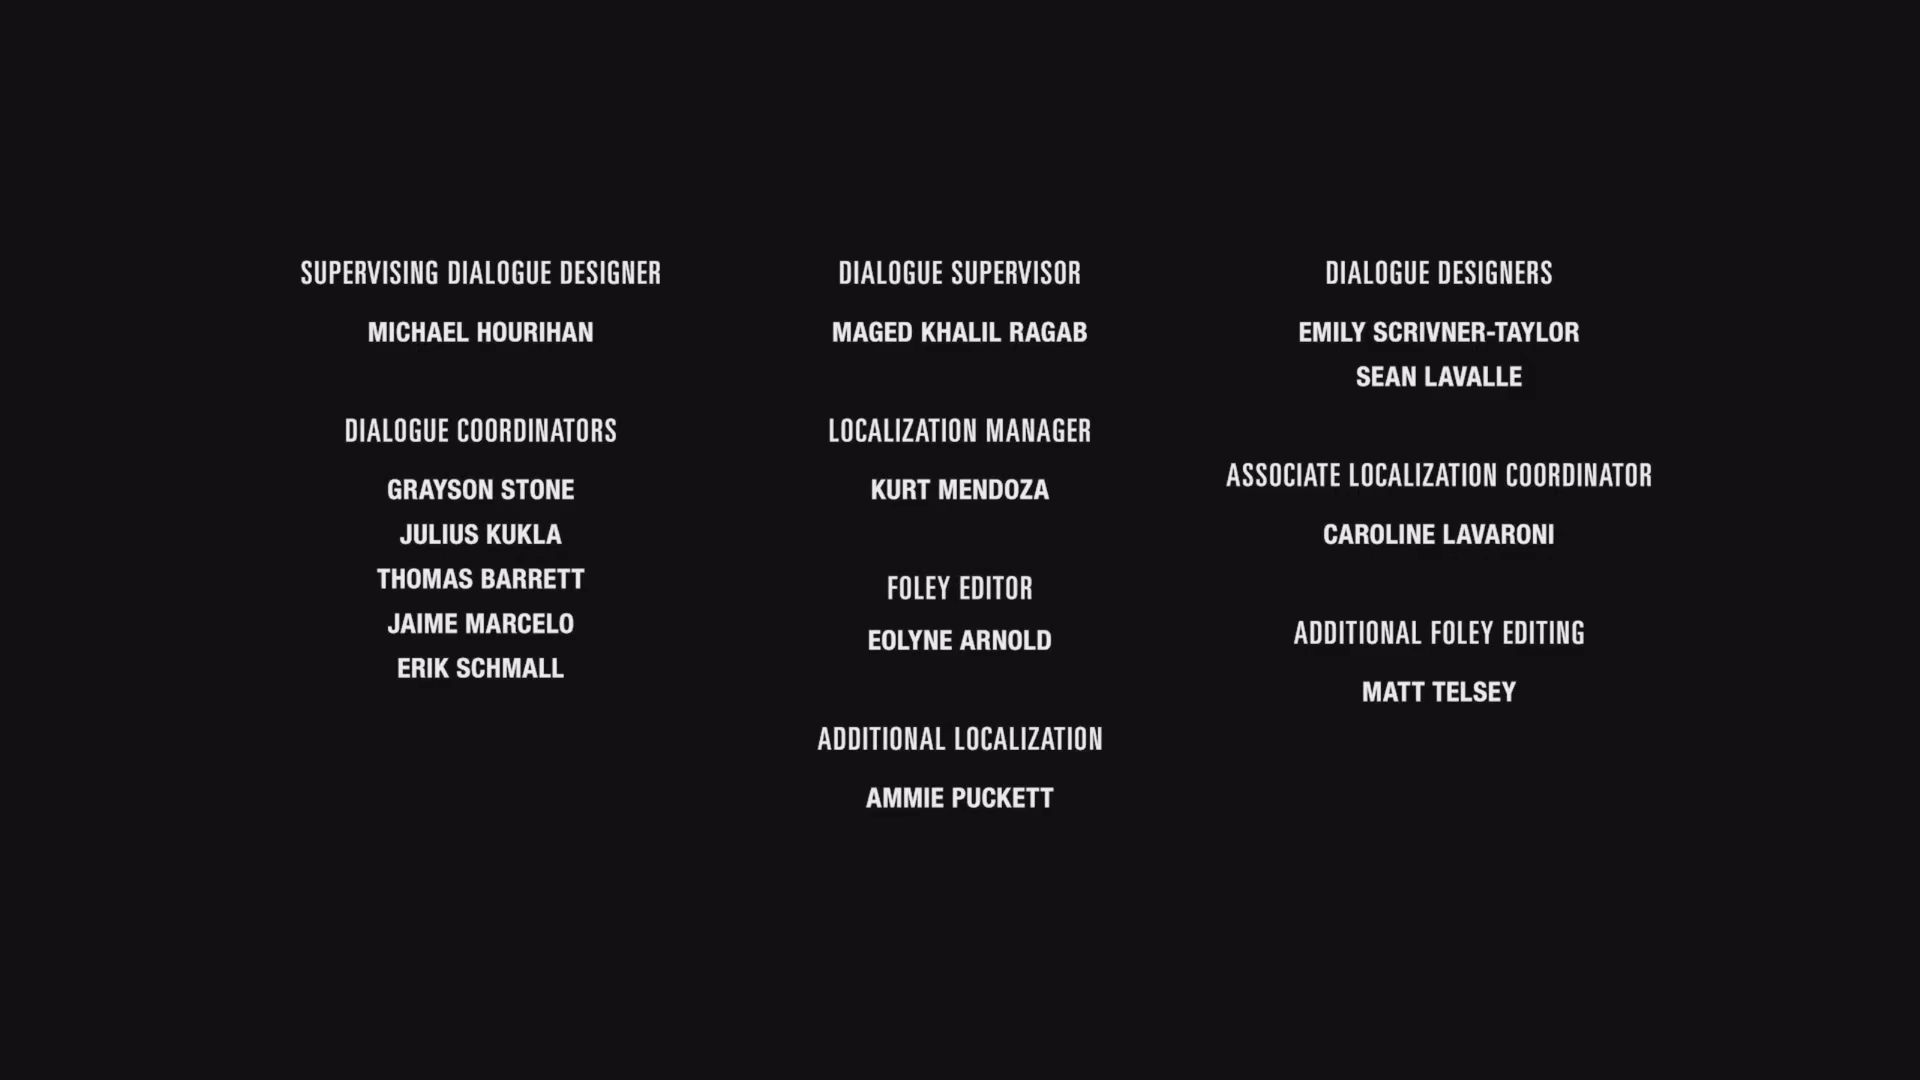 SUPERVISING DIALOGUE DESIGNER
MICHAEL HOURIHAN
DIALOGUE COORDINATORS
GRAYSON STONE
JULIUS KUKLA
THOMAS BARRETT
JAIME MARCELO
ERIK SCHMALL
DIALOGUE SUPERVISOR
MAGED KHALIL RAGAB
LOCALIZATION MANAGER
KURT MENDOZA
FOLEY EDITOR
EOLYNE ARNOLD
ADDITIONAL LOCALIZATION
AMMIE PUCKETT
DIALOGUE DESIGNERS
EMILY SCRIVNER-TAYLOR
SEAN LAVALLE
ASSOCIATE LOCALIZATION COORDINATOR
CAROLINE LAVARONI
ADDITIONAL FOLEY EDITING
MATT TELSEY